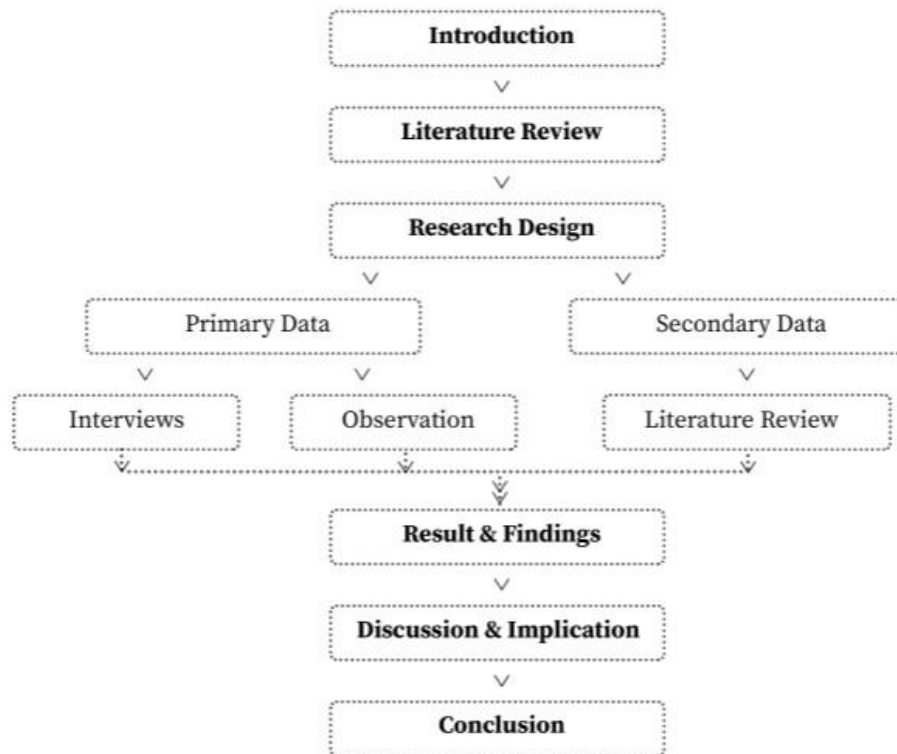 Introduction
Literature Review
Research Design
Primary Data
Secondary Data
Interviews
Observation
Literature Review
Result & Findings
Discussion & Implication
Conclusion